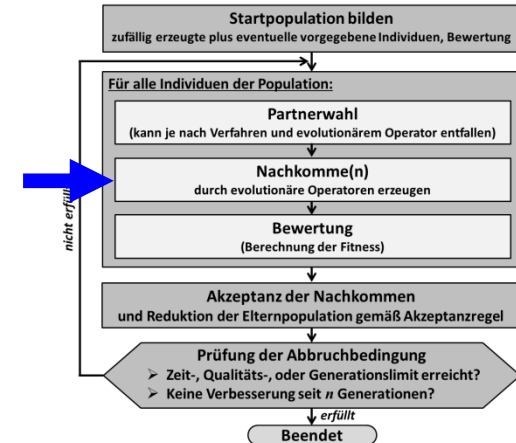 Startpopulation bilden
zufällig erzeugte plus eventuelle vorgegebene Individuen, Bewertung
Für alle Individuen der Population:
Partnerwahl
(kann je nach Verfahren und evolutionärem Operator entfallen)
Nachkomme(n)
durch evolutionäre Operatoren erzeugen
Bewertung
(Berechnung der Fitness)
nicht erfüllt
Akzeptanz der Nachkommen
und Reduktion der Elternpopulation gemäß Akzeptanzregel
Prüfung der Abbruchbedingung
➢ Zeit-, Qualitäts-, oder Generationslimit erreicht?
➢ Keine Verbesserung seit n Generationen?
erfüllt
Beendet